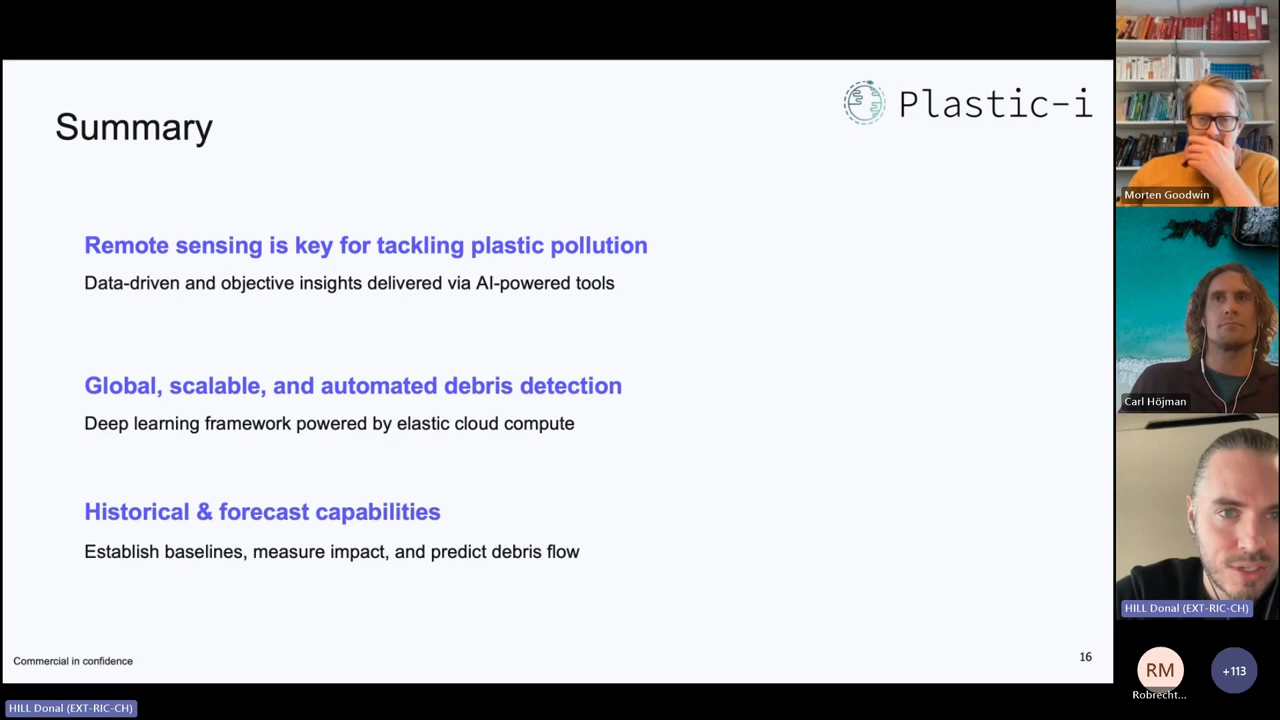 Summary
Plastic-i
Remote sensing is key for tackling plastic pollution
Data-driven and objective insights delivered via AI-powered tools
Global, scalable, and automated debris detection
Deep learning framework powered by elastic cloud compute
Historical & forecast capabilities
Establish baselines, measure impact, and predict debris flow
Commercial in confidence
16
HILL Donal (EXT-RIC-CH)
Morten Goodwin
Carl Höjman
HILL Donal (EXT-RIC-CH)
RM
+113
Robrecht...